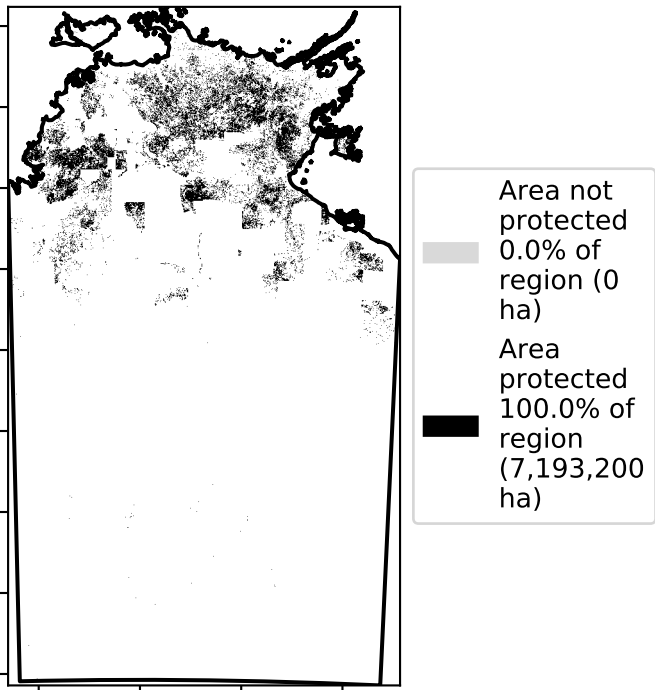 Area not
protected
0.0% of
region (0
ha)
Area
protected
100.0% of
region
(7,193,200
ha)